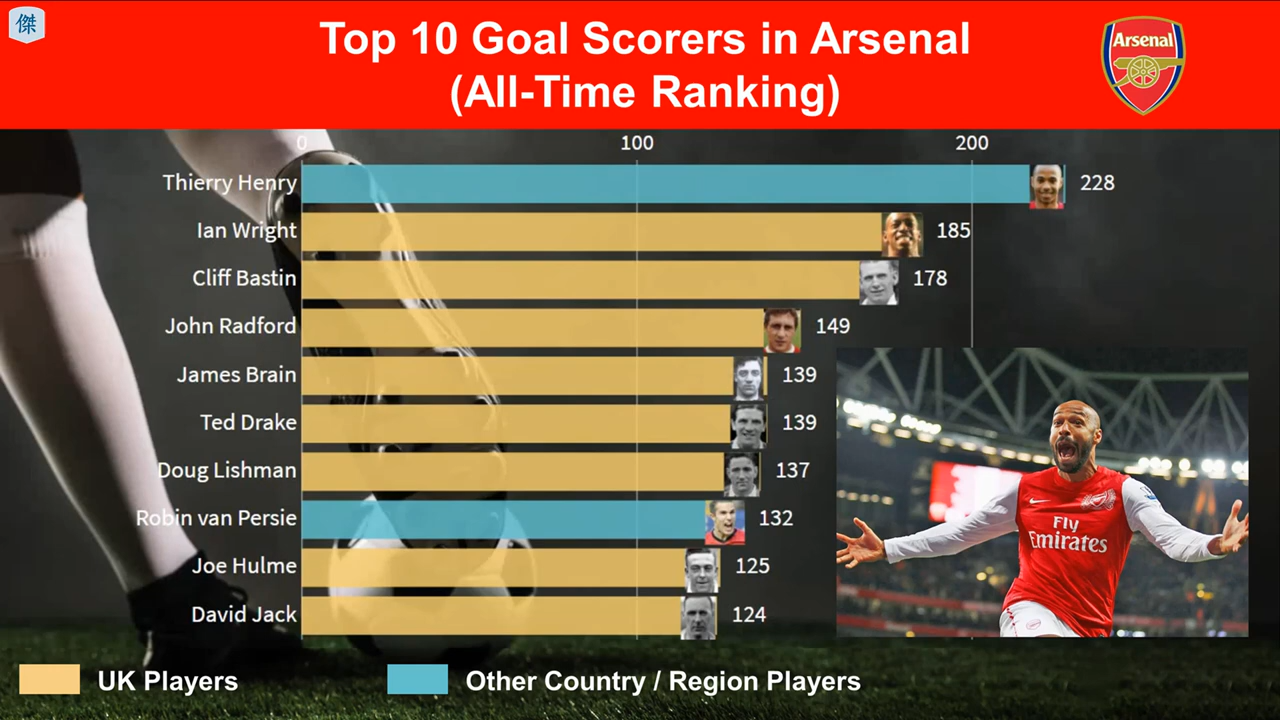 傑
Top 10 Goal Scorers in Arsenal
(All-Time Ranking)
Arsenal
0 100 200
Thierry Henry 228
Ian Wright 185
Cliff Bastin 178
John Radford 149
James Brain 139
Ted Drake 139
Doug Lishman 137
Robin van Persie 132
Joe Hulme 125
David Jack 124
Fly
Emirates
UK Players
Other Country / Region Players